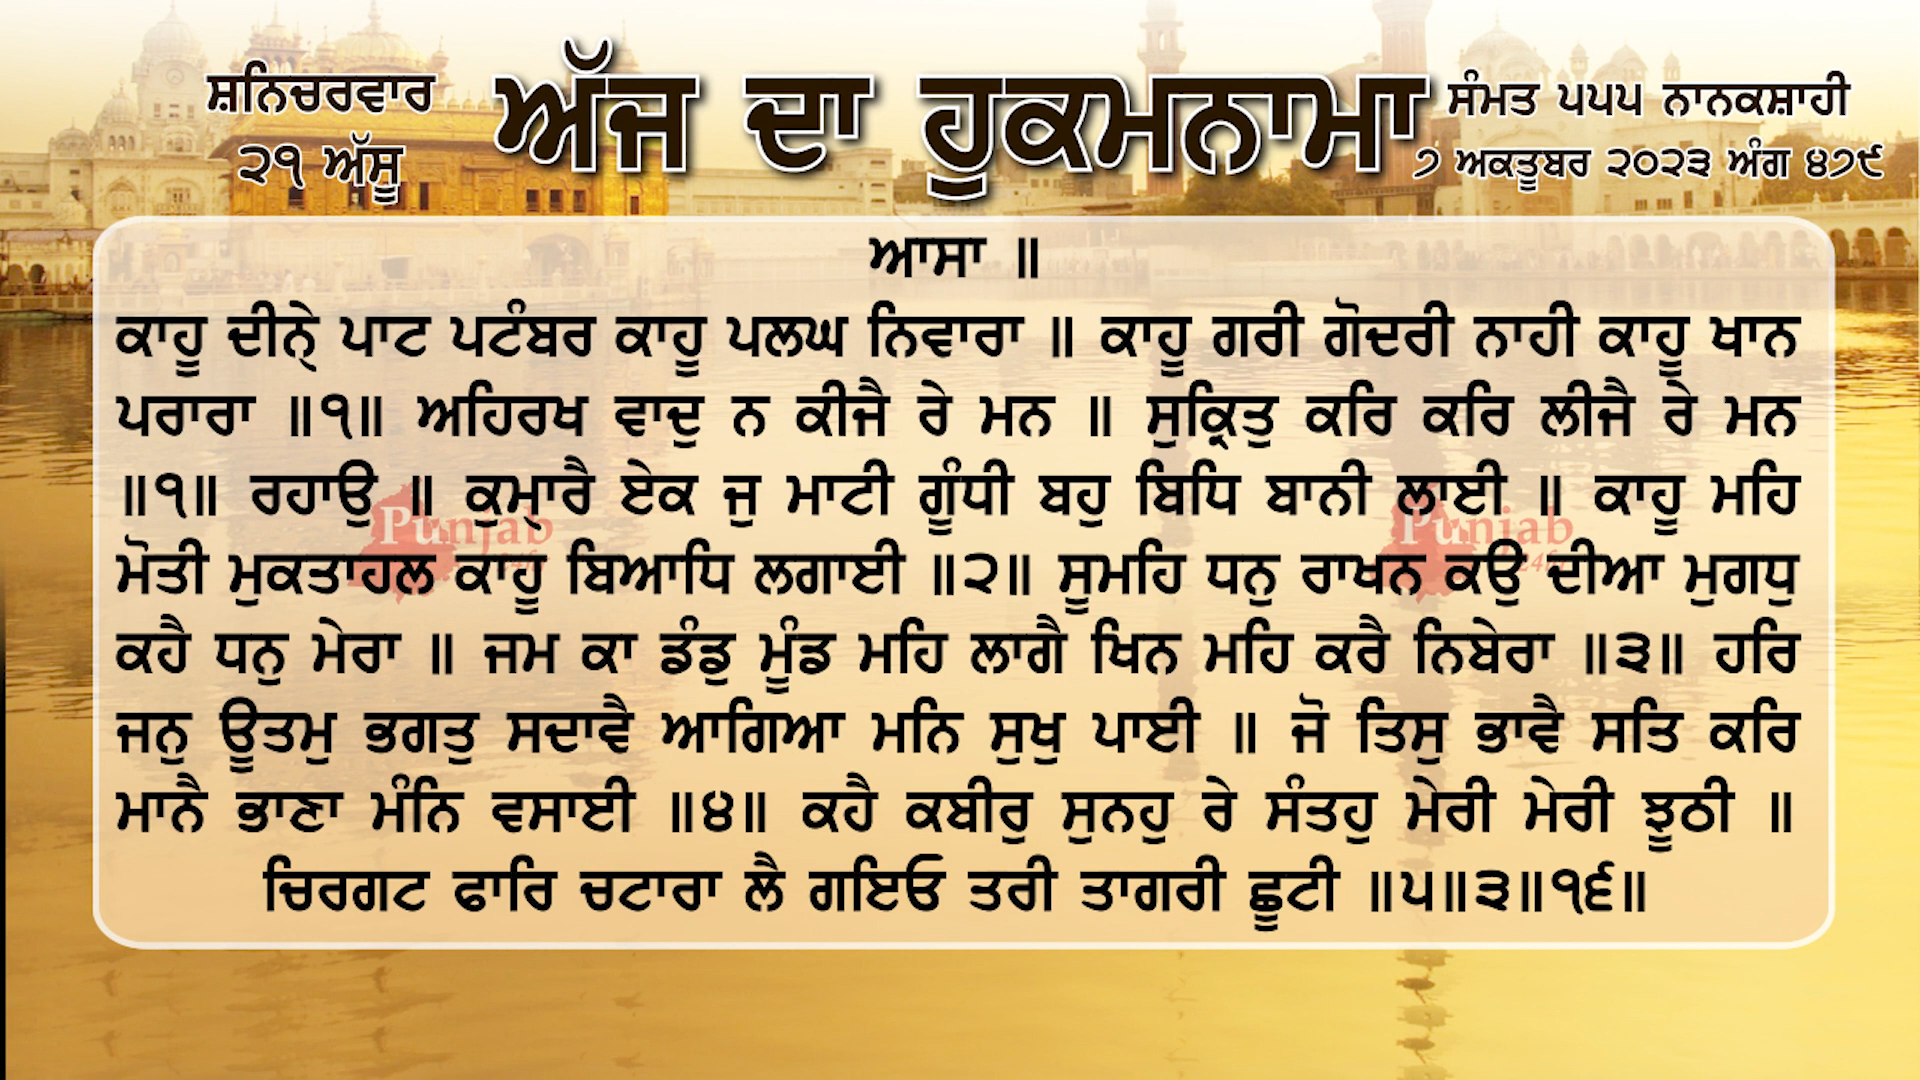 ਸ਼ਨਿਚਰਵਾਰ
੨੧ ਅੱਸੂ
ਅੱਜ ਦਾ ਹੁਕਮਨਾਮਾ
ਸੰਮਤ ੫੫੫ ਨਾਨਕਸ਼ਾਹੀ
੭ ਅਕਤੂਬਰ ੨੦੨੩ ਅੰਗ ੪੭੯
ਆਸਾ ॥
ਕਾਹੂ ਦੀਨੑੇ ਪਾਟ ਪਟੰਬਰ ਕਾਹੂ ਪਲਘ ਨਿਵਾਰਾ ॥ ਕਾਹੂ ਗਰੀ ਗੋਦਰੀ ਨਾਹੀ ਕਾਹੂ ਖਾਨ
ਪਰਾਰਾ ॥੧॥ ਅਹਿਰਖ ਵਾਦੁ ਨ ਕੀਜੈ ਰੇ ਮਨ ॥ ਸੁਕ੍ਰਿਤੁ ਕਰਿ ਕਰਿ ਲੀਜੈ ਰੇ ਮਨ
॥੧॥ ਰਹਾਉ ॥ ਕੁਮੑਾਰੈ ਏਕ ਜੁ ਮਾਟੀ ਗੂੰਧੀ ਬਹੁ ਬਿਧਿ ਬਾਨੀ ਲਾਈ ॥ ਕਾਹੂ ਮਹਿ
ਮੋਤੀ ਮੁਕਤਾਹਲ ਕਾਹੂ ਬਿਆਧਿ ਲਗਾਈ ॥੨॥ ਸੂਮਹਿ ਧਨੁ ਰਾਖਨ ਕਉ ਦੀਆ ਮੁਗਧੁ
ਕਹੈ ਧਨੁ ਮੇਰਾ ॥ ਜਮ ਕਾ ਡੰਡੁ ਮੂੰਡ ਮਹਿ ਲਾਗੈ ਖਿਨ ਮਹਿ ਕਰੈ ਨਿਬੇਰਾ ॥੩॥ ਹਰਿ
ਜਨੁ ਊਤਮੁ ਭਗਤੁ ਸਦਾਵੈ ਆਗਿਆ ਮਨਿ ਸੁਖੁ ਪਾਈ ॥ ਜੋ ਤਿਸੁ ਭਾਵੈ ਸਤਿ ਕਰਿ
ਮਾਨੈ ਭਾਣਾ ਮੰਨਿ ਵਸਾਈ ॥੪॥ ਕਹੈ ਕਬੀਰੁ ਸੁਨਹੁ ਰੇ ਸੰਤਹੁ ਮੇਰੀ ਮੇਰੀ ਝੂਠੀ ॥
ਚਿਰਗਟ ਫਾਰਿ ਚਟਾਰਾ ਲੈ ਗਇਓ ਤਰੀ ਤਾਗਰੀ ਛੂਟੀ ॥੫॥੩॥੧੬॥
Punjab
Punjab